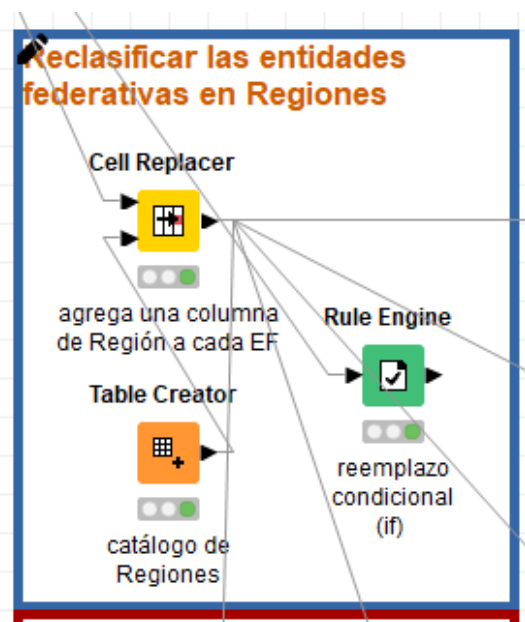 Reclasificar las entidades
federativas en Regiones
Cell Replacer
agrega una columna
de Región a cada EF
Rule Engine
reemplazo
condicional
(if)
Table Creator
catálogo de
Regiones